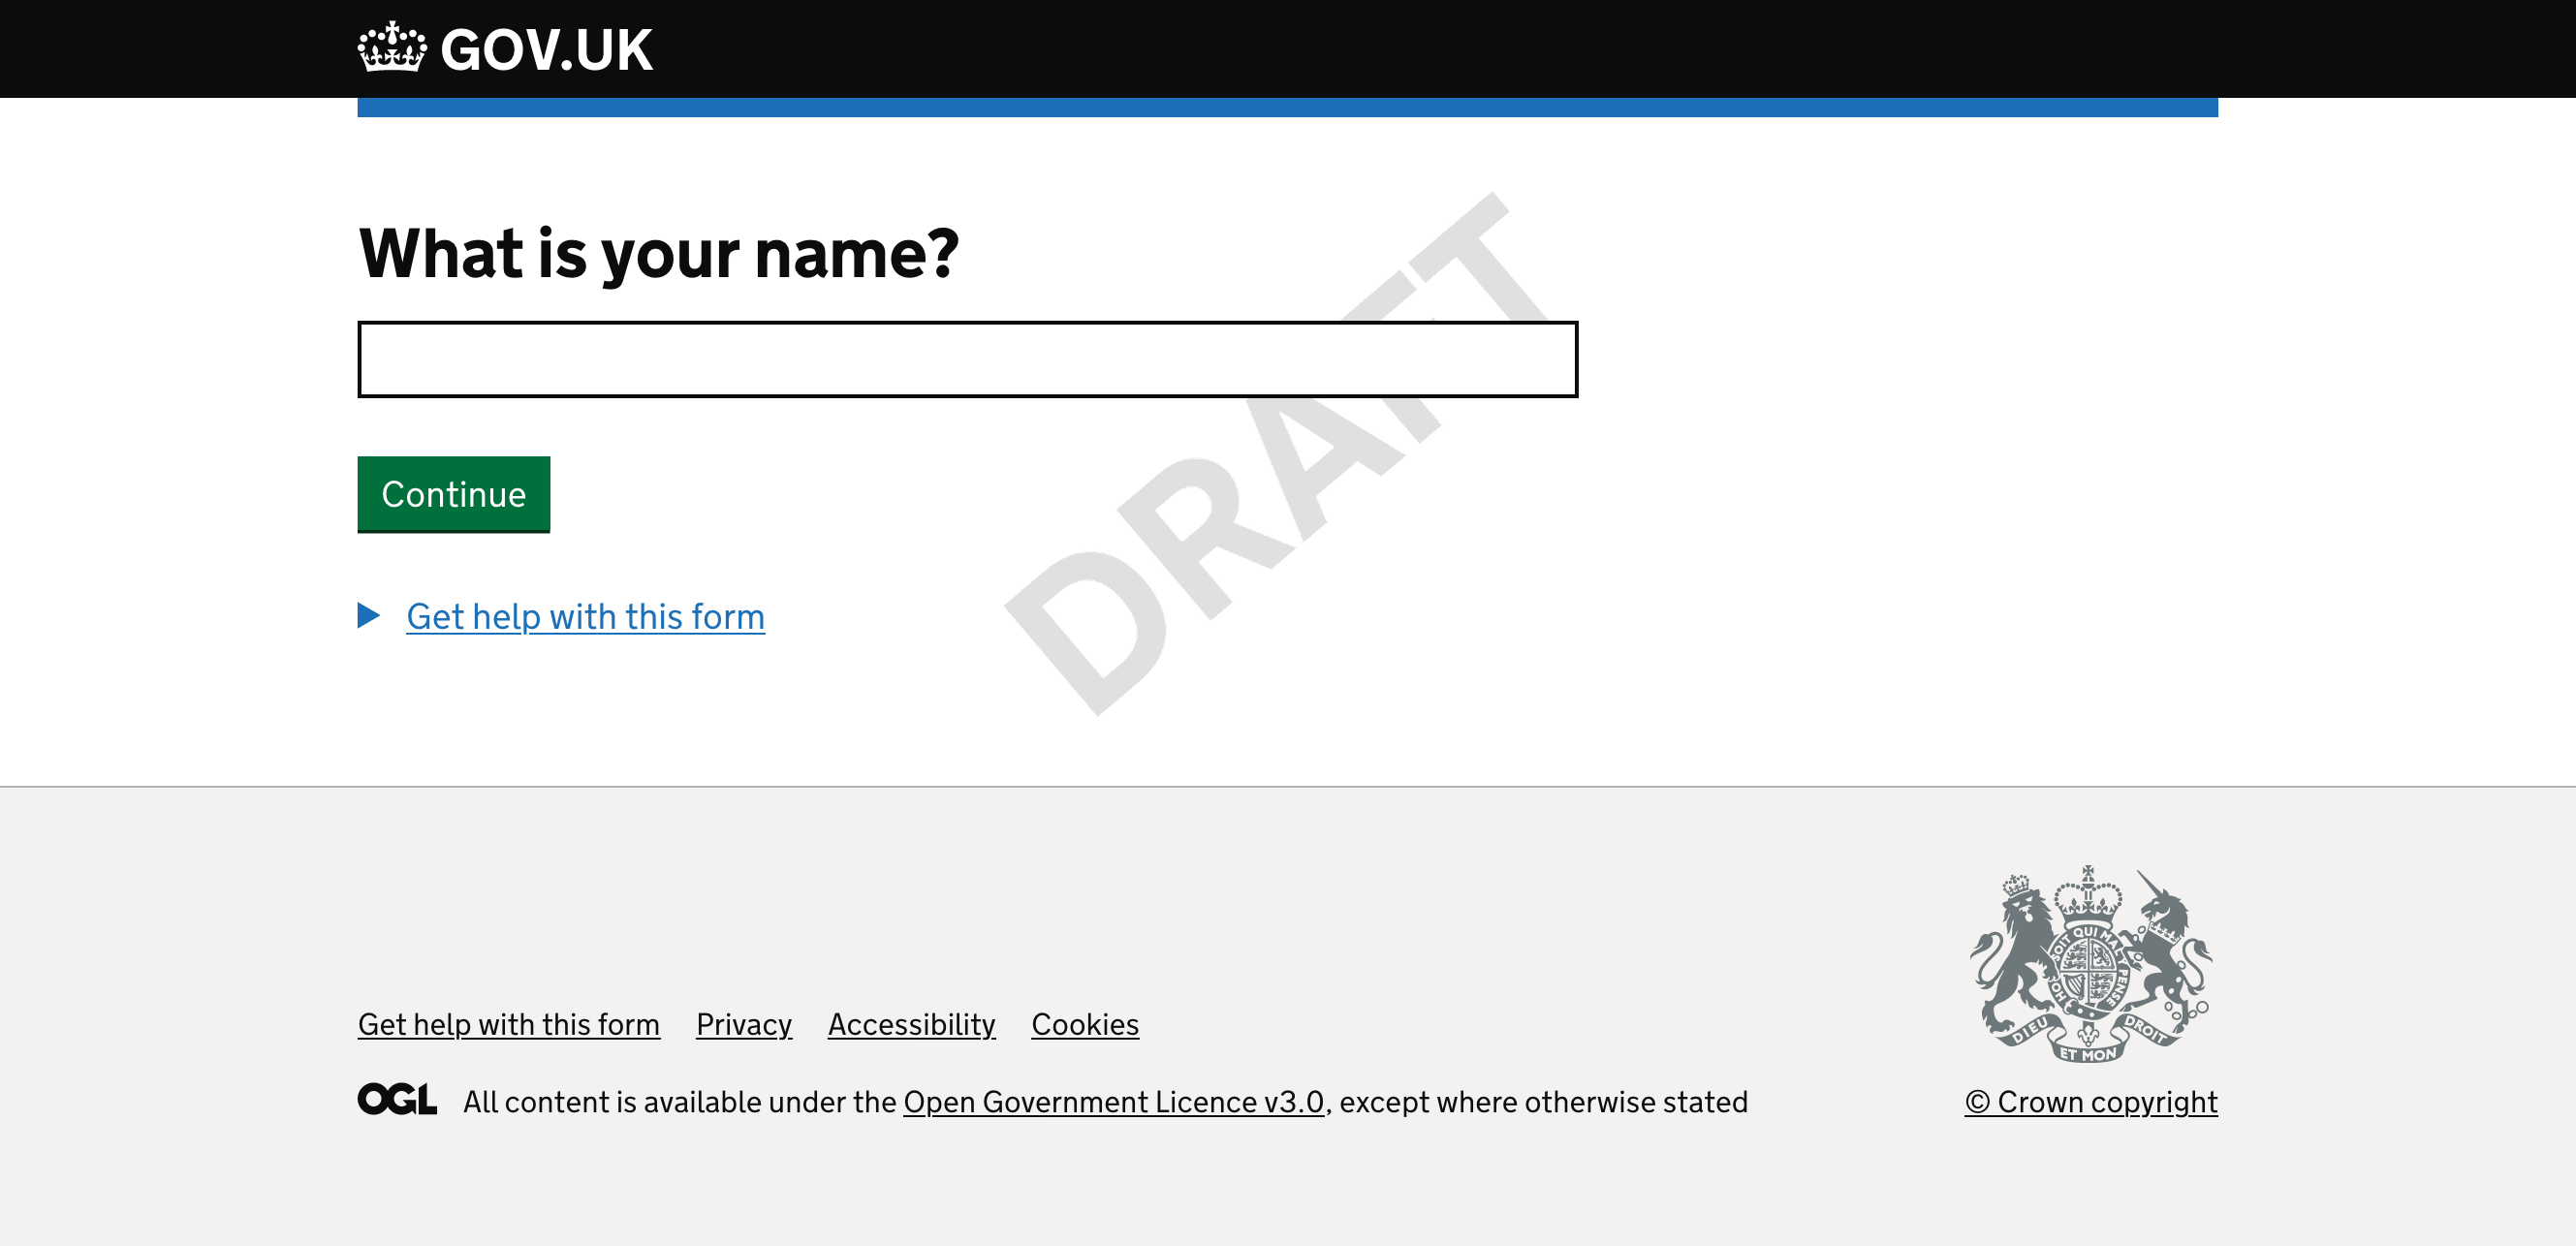 GOV.UK
What is your name?
DRAFT
Continue
Get help with this form
Get help with this form Privacy Accessibility Cookies
OGL All content is available under the Open Government Licence v3.0, except where otherwise stated
SOIT QUI MAL
PENSE
HON
DIEU ET MON DROIT
© Crown copyright